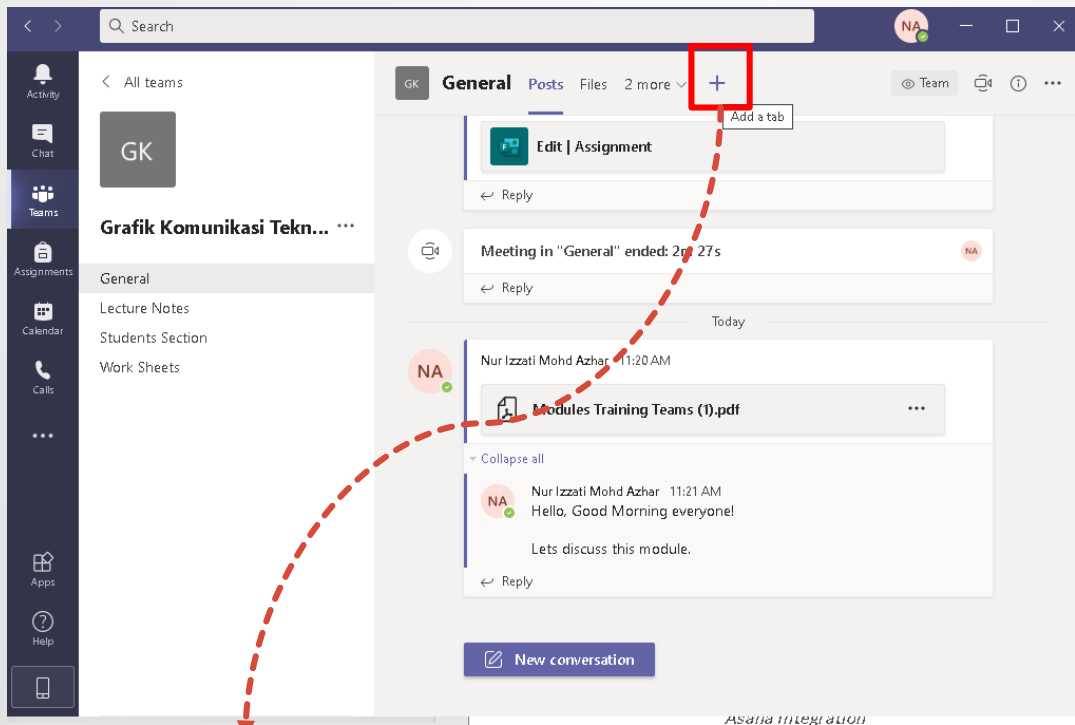 Search
NA
Activity
Chat
Teams
Assignments
Calendar
Calls
Apps
Help
All teams
GK
Grafik Komunikasi Tekn...
General
Lecture Notes
Students Section
Work Sheets
GK General Posts Files 2 more
Team
Add a tab
Edit | Assignment
Reply
Meeting in "General" ended: 2m 27s
NA
Reply
Today
NA
Nur Izzati Mohd Azhar 11:20 AM
Modules Training Teams (1).pdf
Collapse all
NA
Nur Izzati Mohd Azhar 11:21 AM
Hello, Good Morning everyone!
Lets discuss this module.
Reply
New conversation
Asana Integration